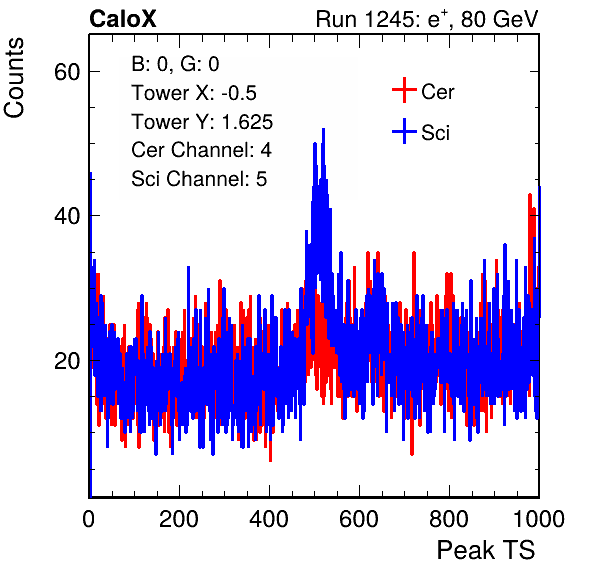 CaloX Run 1245: e⁺, 80 GeV
Counts
B: 0, G: 0
Tower X: -0.5
Tower Y: 1.625
Cer Channel: 4
Sci Channel: 5
Cer
Sci
60
40
20
0 200 400 600 800 1000
Peak TS